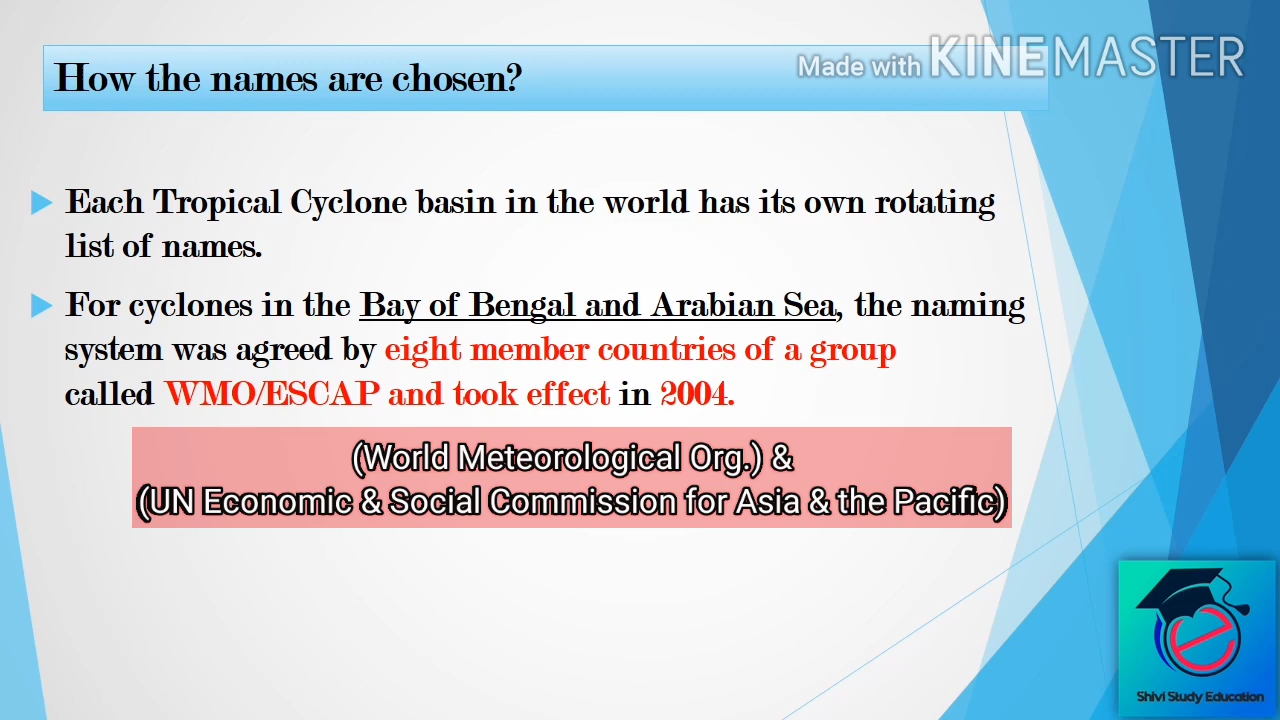 Made with KINEMASTER
How the names are chosen?
Each Tropical Cyclone basin in the world has its own rotating
list of names.
For cyclones in the Bay of Bengal and Arabian Sea, the naming
system was agreed by eight member countries of a group
called WMO/ESCAP and took effect in 2004.
(World Meteorological Org.) &
(UN Economic & Social Commission for Asia & the Pacific)
Shivi Study Education